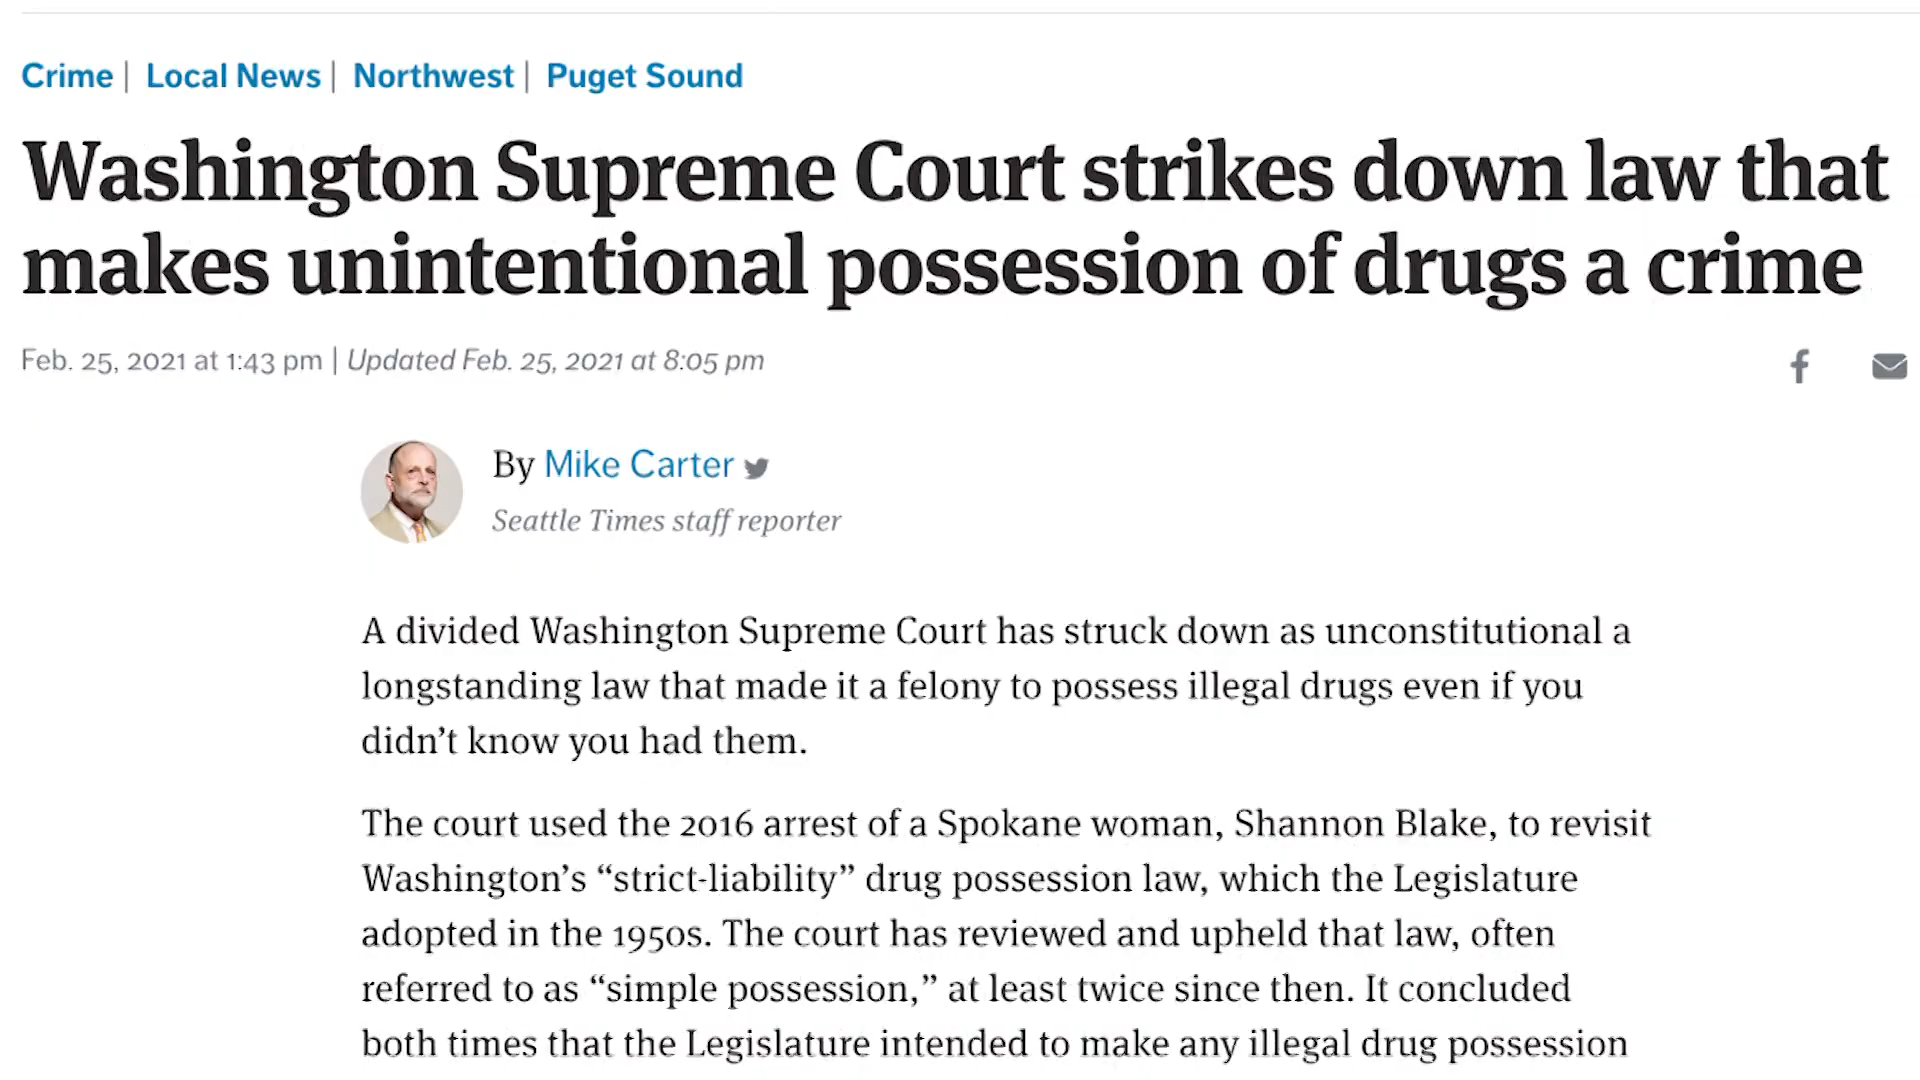 Crime | Local News | Northwest | Puget Sound
Washington Supreme Court strikes down law that
makes unintentional possession of drugs a crime
Feb. 25, 2021 at 1:43 pm | Updated Feb. 25, 2021 at 8:05 pm
By Mike Carter
Seattle Times staff reporter
A divided Washington Supreme Court has struck down as unconstitutional a
longstanding law that made it a felony to possess illegal drugs even if you
didn’t know you had them.
The court used the 2016 arrest of a Spokane woman, Shannon Blake, to revisit
Washington’s “strict-liability” drug possession law, which the Legislature
adopted in the 1950s. The court has reviewed and upheld that law, often
referred to as “simple possession,” at least twice since then. It concluded
both times that the Legislature intended to make any illegal drug possession